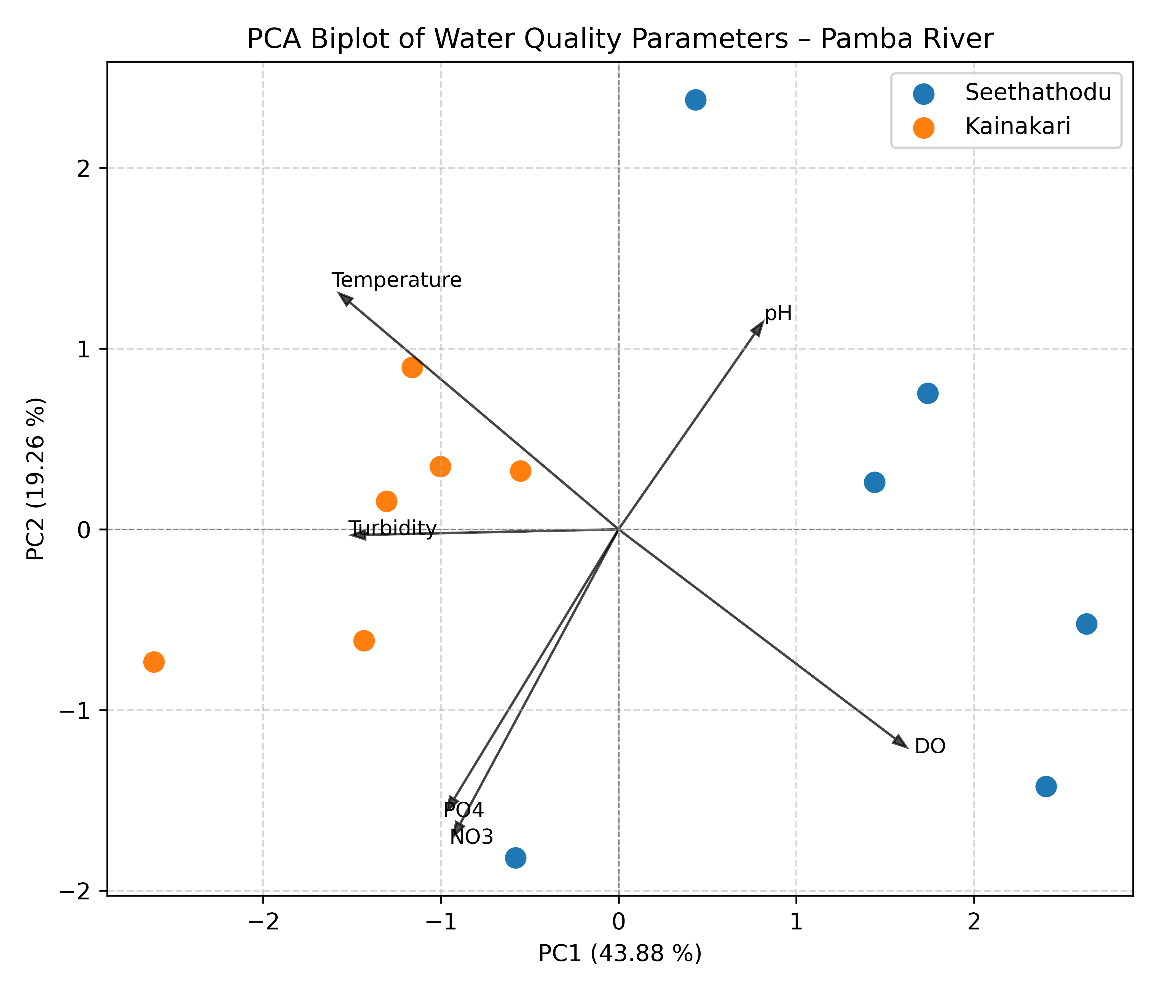 PCA Biplot of Water Quality Parameters – Pamba River
Seethathodu
Kainakari
2
1
0
−1
−2
PC2 (19.26 %)
Temperature
pH
Turbidity
DO
PO4
NO3
−2
−1
0
1
2
PC1 (43.88 %)